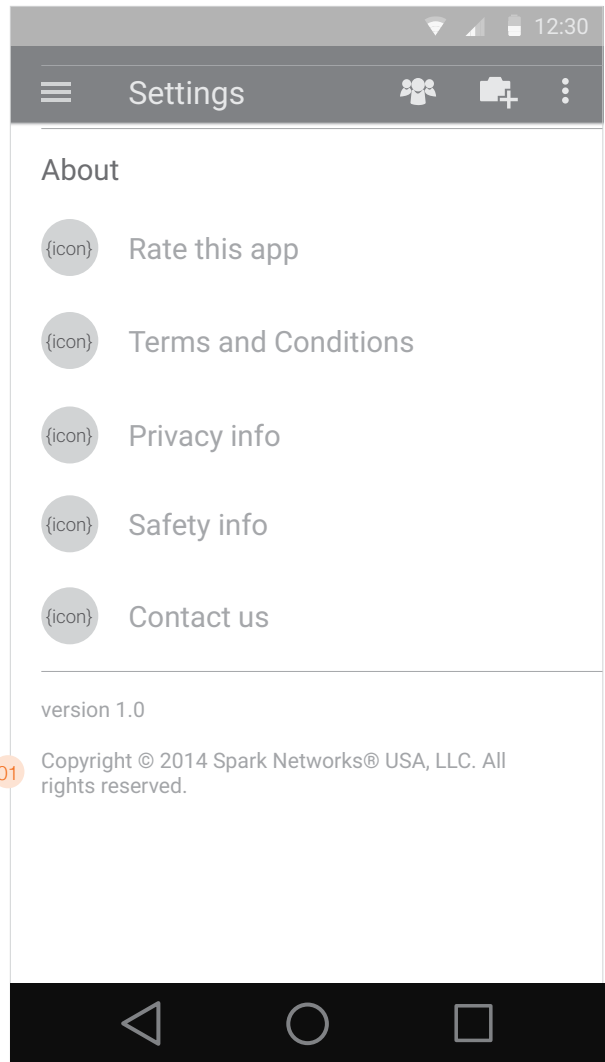 12:30
Settings
About
{icon} Rate this app
{icon} Terms and Conditions
{icon} Privacy info
{icon} Safety info
{icon} Contact us
version 1.0
01
Copyright © 2014 Spark Networks® USA, LLC. All
rights reserved.